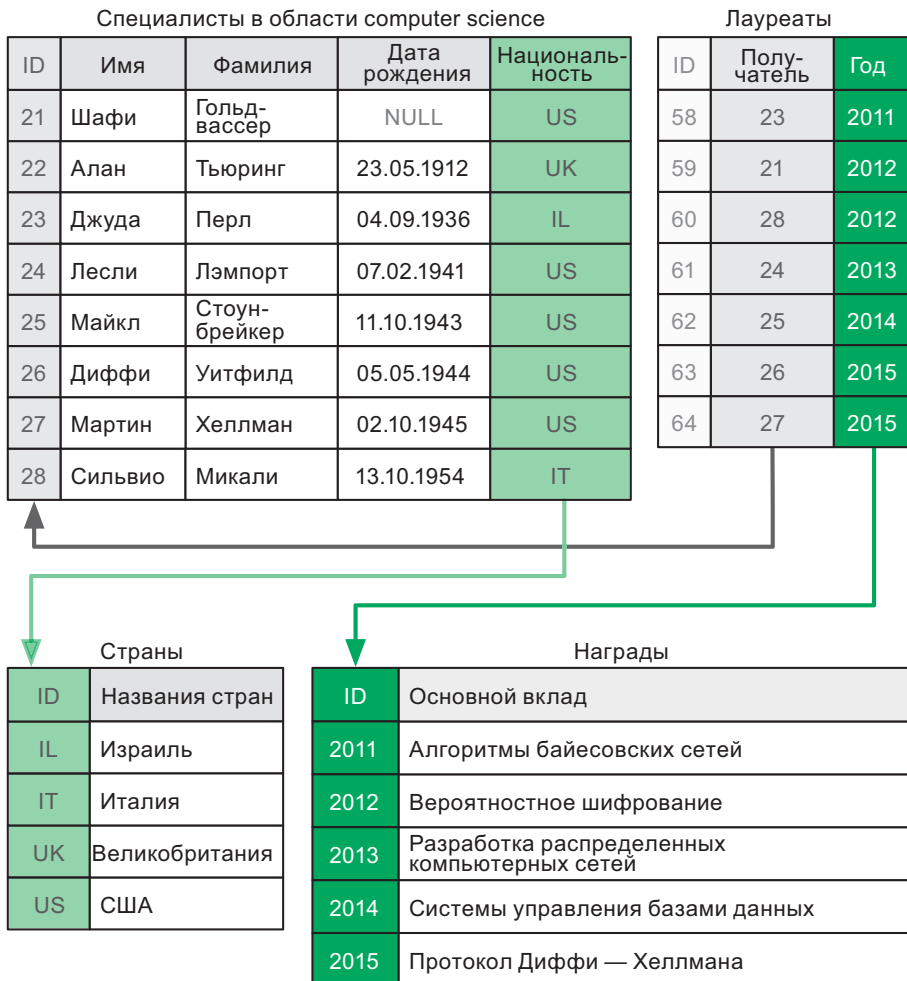 Специалисты в области computer science
ID Имя Фамилия Дата рождения Националь-
ность
21 Шафи Гольд-
вассер NULL US
22 Алан Тьюринг 23.05.1912 UK
23 Джуда Перл 04.09.1936 IL
24 Лесли Лэмпорт 07.02.1941 US
25 Майкл Стоун-
брейкер 11.10.1943 US
26 Диффи Уитфилд 05.05.1944 US
27 Мартин Хеллман 02.10.1945 US
28 Сильвио Микали 13.10.1954 IT
Лауреаты
ID Полу-
чатель Год
58 23 2011
59 21 2012
60 28 2012
61 24 2013
62 25 2014
63 26 2015
64 27 2015
Страны
ID Названия стран
IL Израиль
IT Италия
UK Великобритания
US США
Награды
ID Основной вклад
2011 Алгоритмы байесовских сетей
2012 Вероятностное шифрование
2013 Разработка распределенных
компьютерных сетей
2014 Системы управления базами данных
2015 Протокол Диффи — Хеллмана